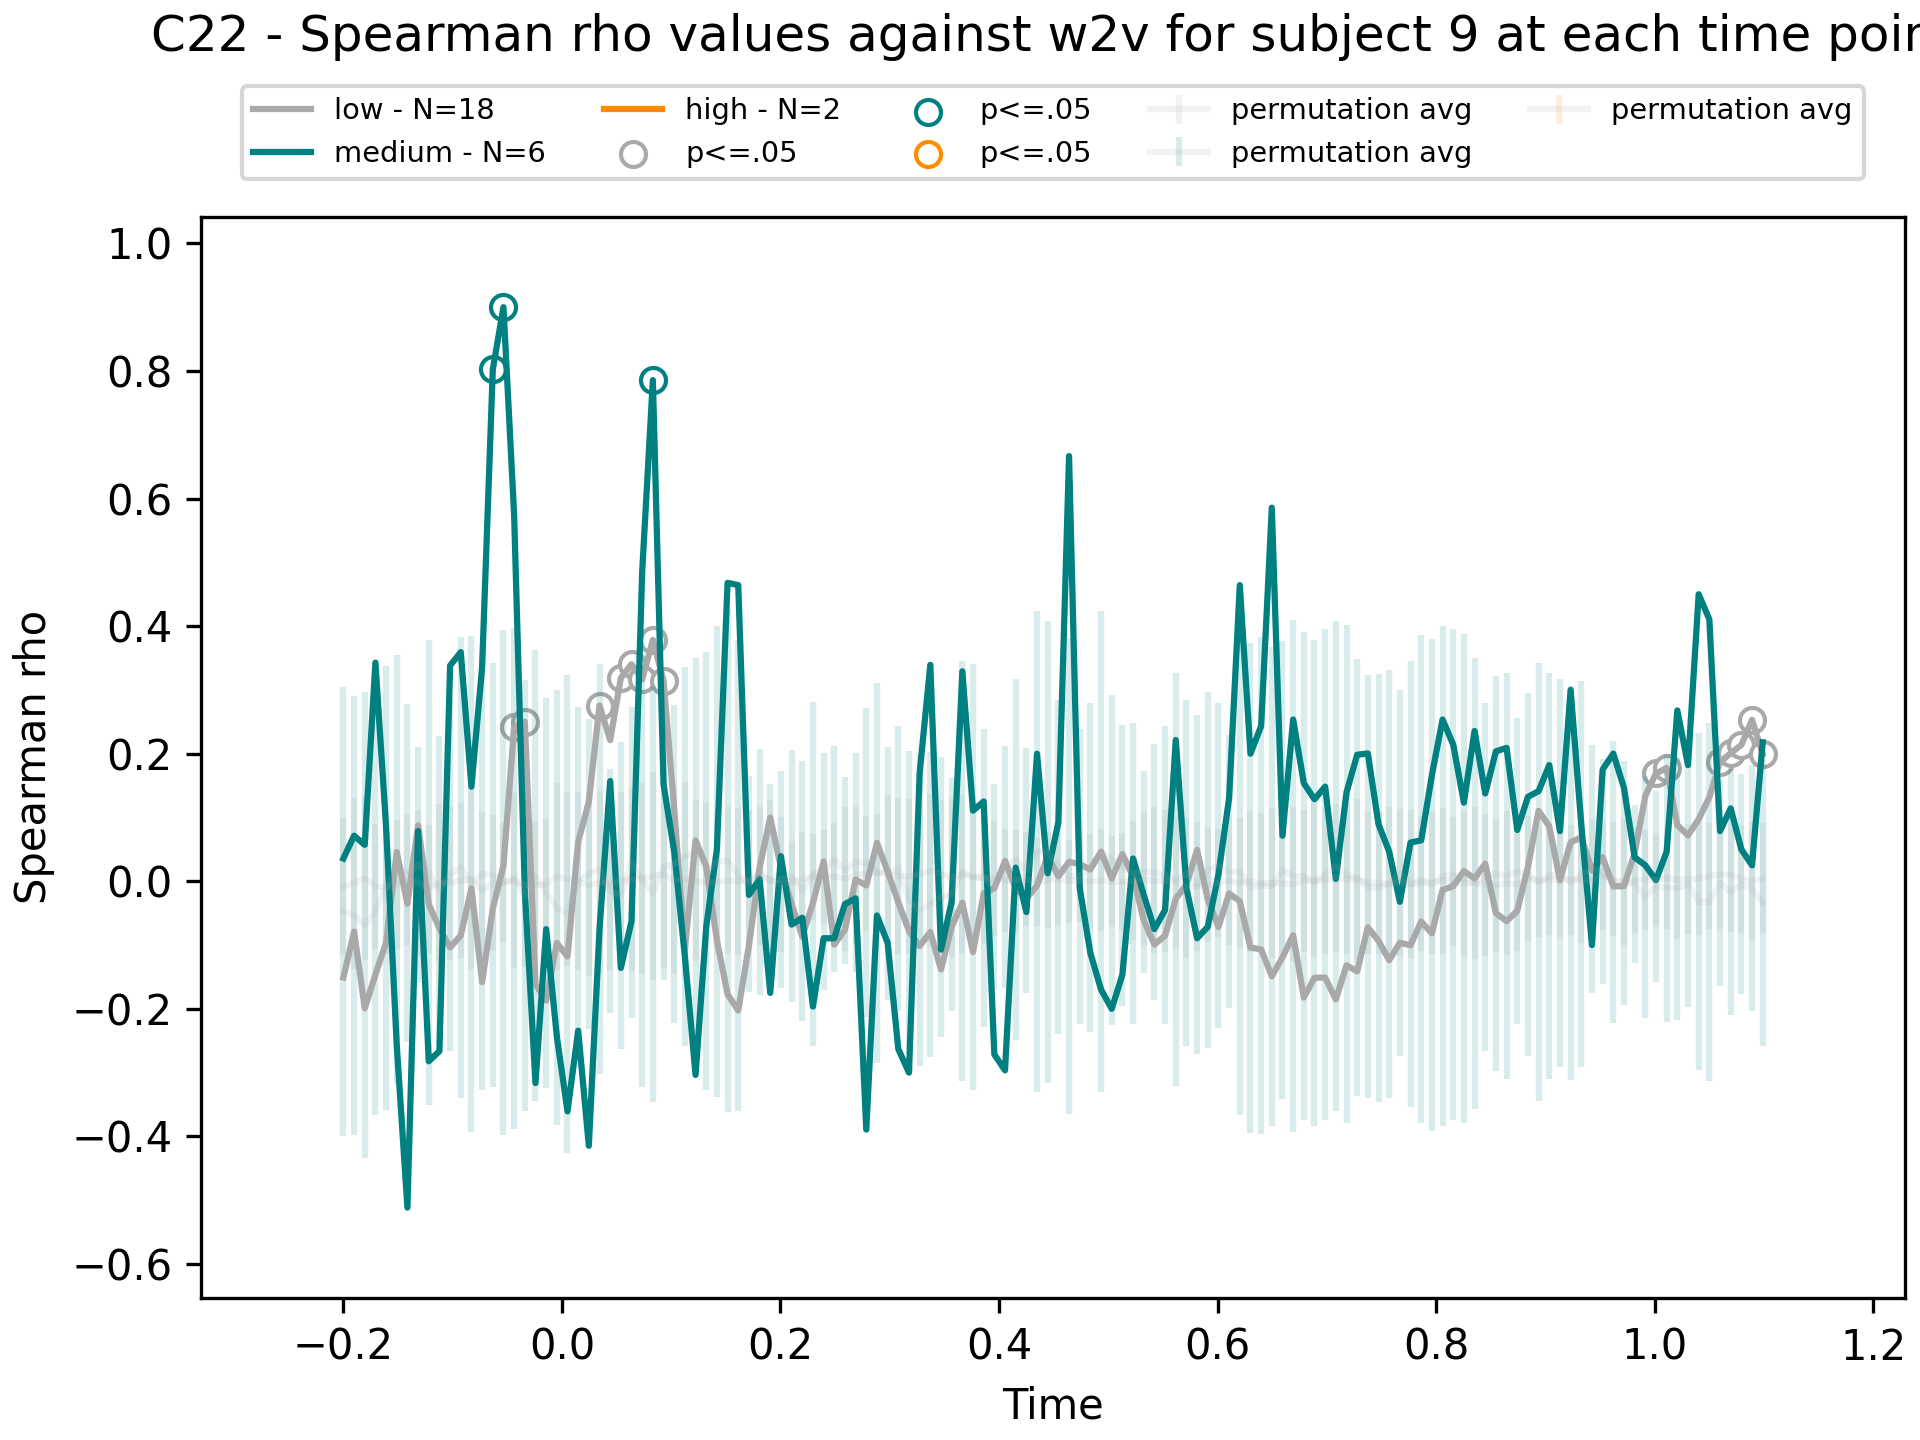 C22 - Spearman rho values against w2v for subject 9 at each time poin
low - N=18
medium - N=6
high - N=2
p<=.05
p<=.05
p<=.05
permutation avg
permutation avg
permutation avg
1.0
0.8
0.6
0.4
0.2
0.0
−0.2
−0.4
−0.6
Spearman rho
−0.2 0.0 0.2 0.4 0.6 0.8 1.0 1.2
Time